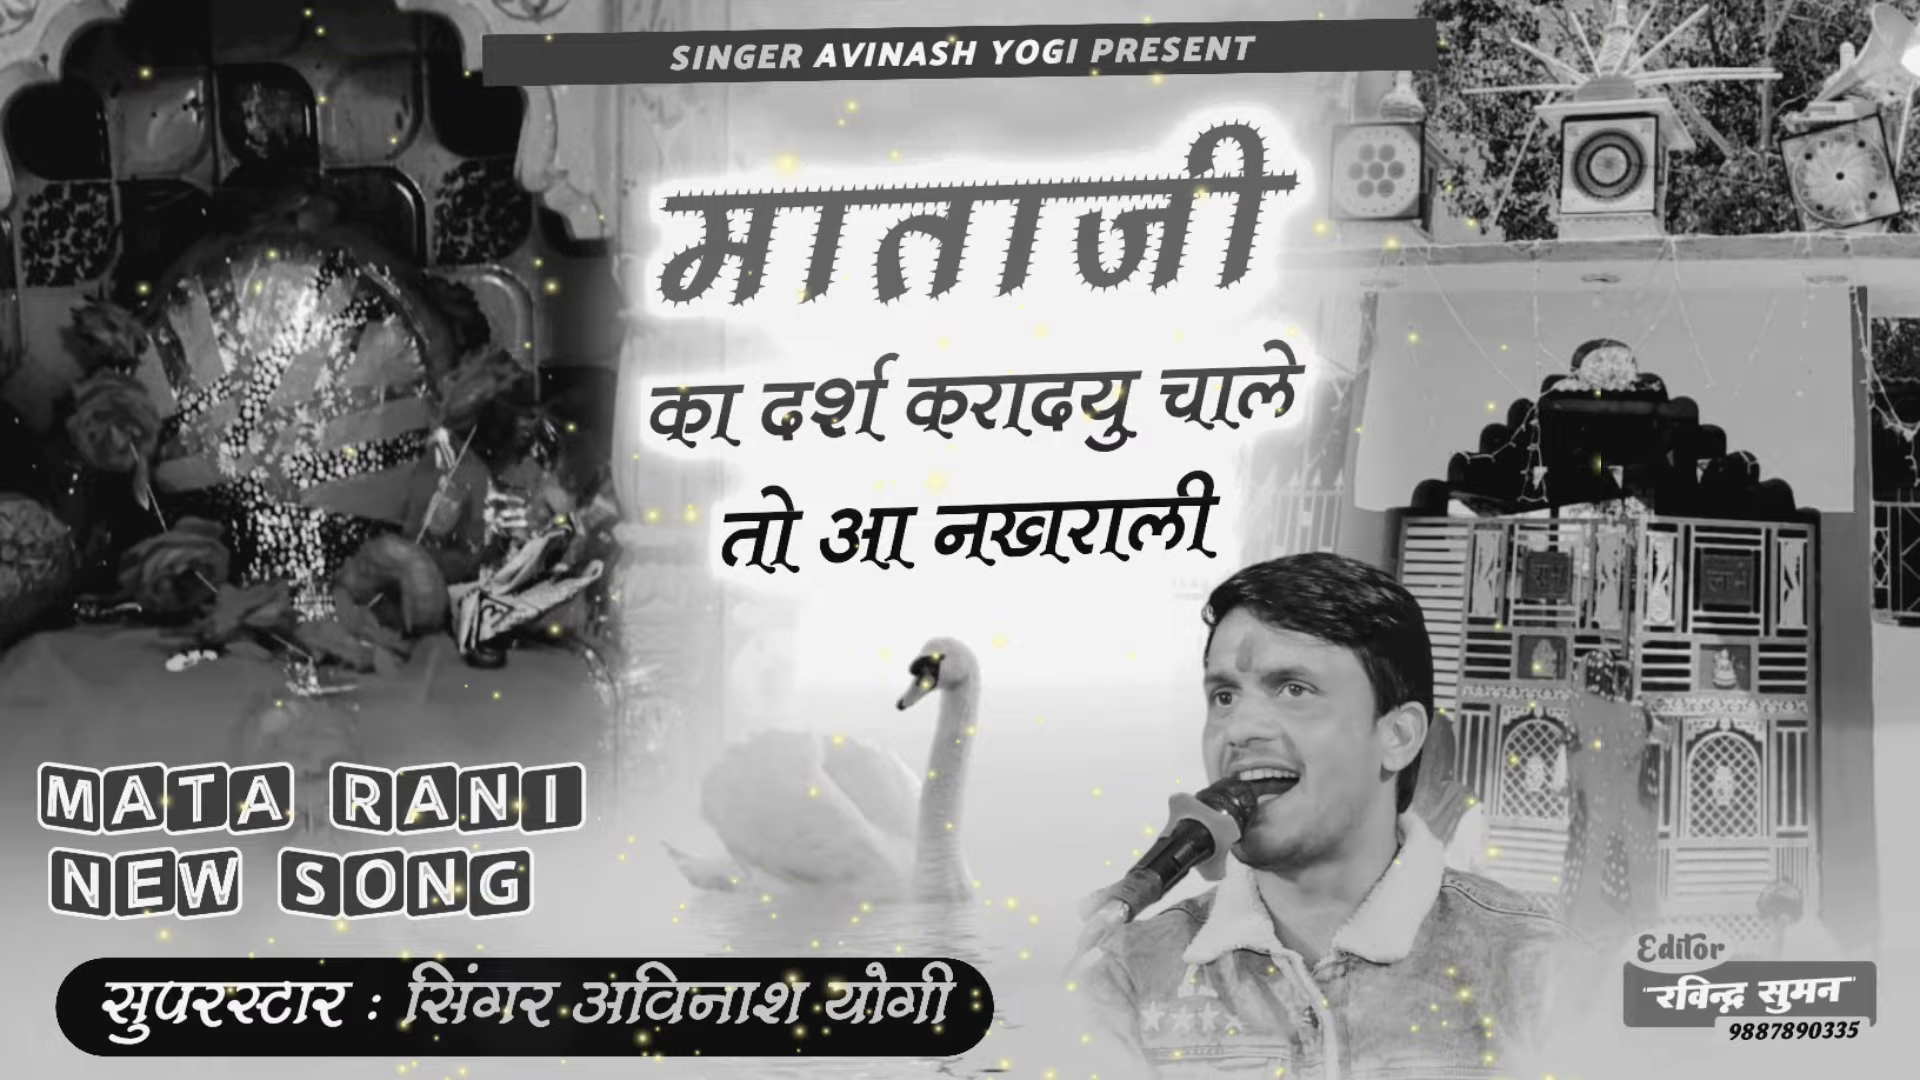 SINGER AVINASH YOGI PRESENT
माताजी
का दर्श करादयु चाले
तो आ नखराली
MATA RANI
NEW SONG
सुपरस्टार : सिंगर अविनाश योगी
Editor
"रविन्द्र सुमन"
9887890335